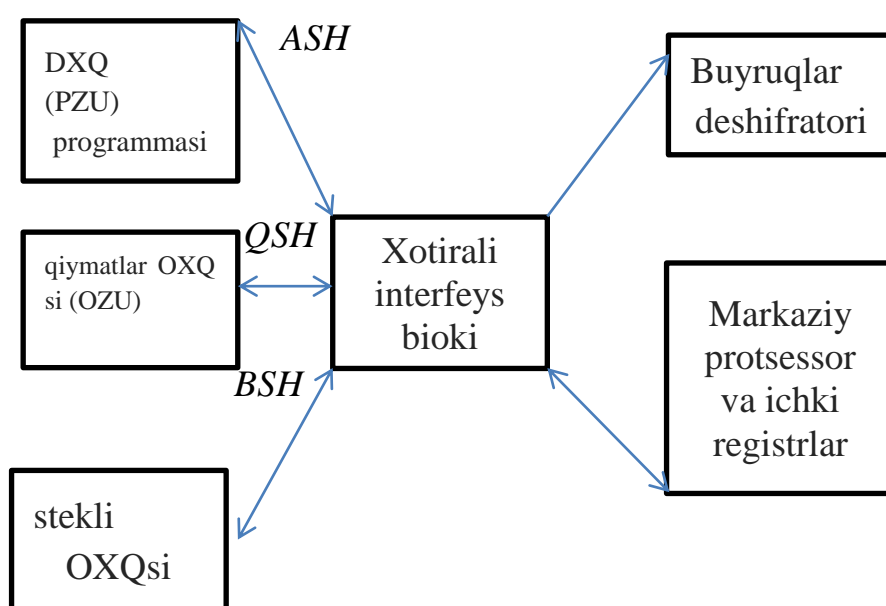 DXQ
(PZU)
programmasi
ASH
Buyruqlar
deshifratori
qiymatlar OXQ
si (OZU)
QSH
Xotirali
interfeys
bioki
Markaziy
protsessor
va ichki
registrlar
BSH
stekli
OXQsi